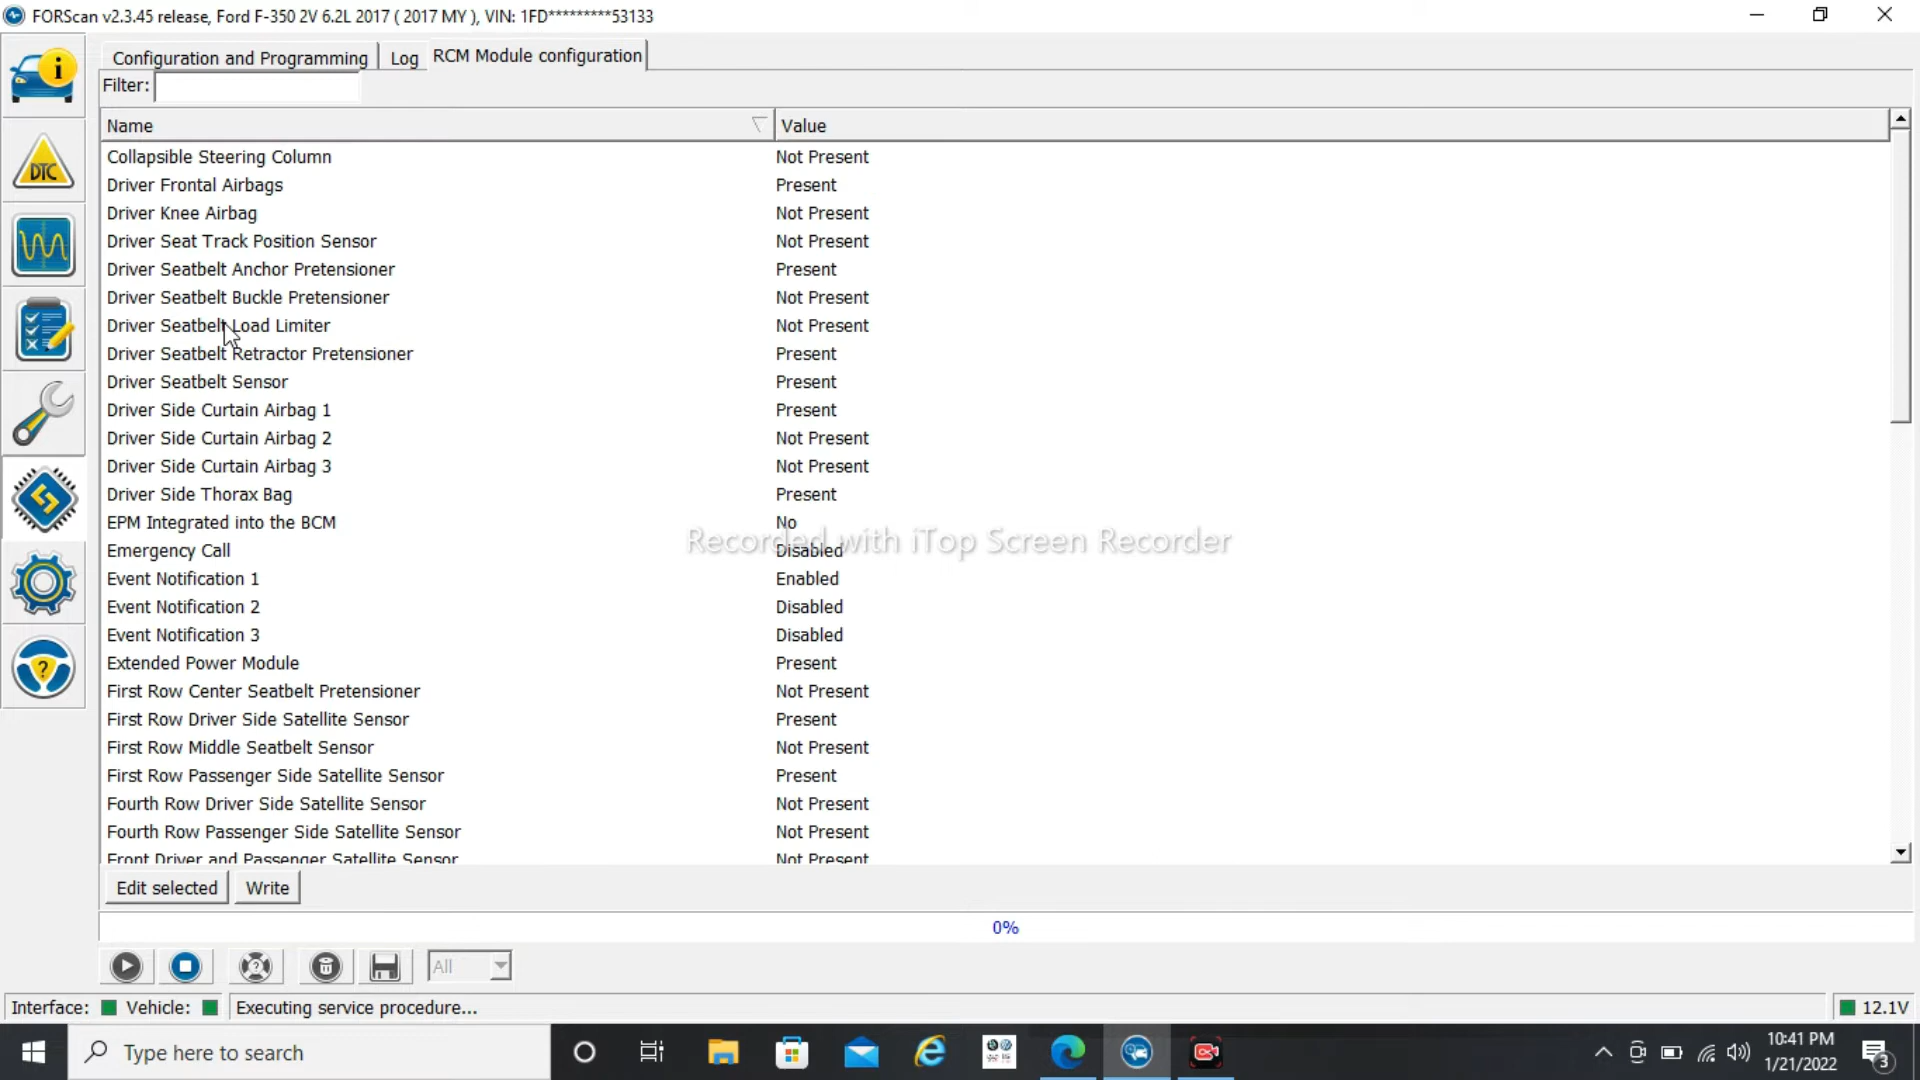 FORScan v2.3.45 release, Ford F-350 2V 6.2L 2017 ( 2017 MY ), VIN: 1FD*********53133
Configuration and Programming Log RCM Module configuration
Filter:
Name Value
Collapsible Steering Column Not Present
Driver Frontal Airbags Present
Driver Knee Airbag Not Present
Driver Seat Track Position Sensor Not Present
Driver Seatbelt Anchor Pretensioner Present
Driver Seatbelt Buckle Pretensioner Not Present
Driver Seatbelt Load Limiter Not Present
Driver Seatbelt Retractor Pretensioner Present
Driver Seatbelt Sensor Present
Driver Side Curtain Airbag 1 Present
Driver Side Curtain Airbag 2 Not Present
Driver Side Curtain Airbag 3 Not Present
Driver Side Thorax Bag Present
EPM Integrated into the BCM No
Recorded with iTop Screen Recorder
Emergency Call Disabled
Event Notification 1 Enabled
Event Notification 2 Disabled
Event Notification 3 Disabled
Extended Power Module Present
First Row Center Seatbelt Pretensioner Not Present
First Row Driver Side Satellite Sensor Present
First Row Middle Seatbelt Sensor Not Present
First Row Passenger Side Satellite Sensor Present
Fourth Row Driver Side Satellite Sensor Not Present
Fourth Row Passenger Side Satellite Sensor Not Present
Front Driver and Passenger Satellite Sensor Not Present
Edit selected Write
0%
All
Interface: Vehicle: Executing service procedure... 12.1V
Type here to search
10:41 PM
1/21/2022
3
DTC